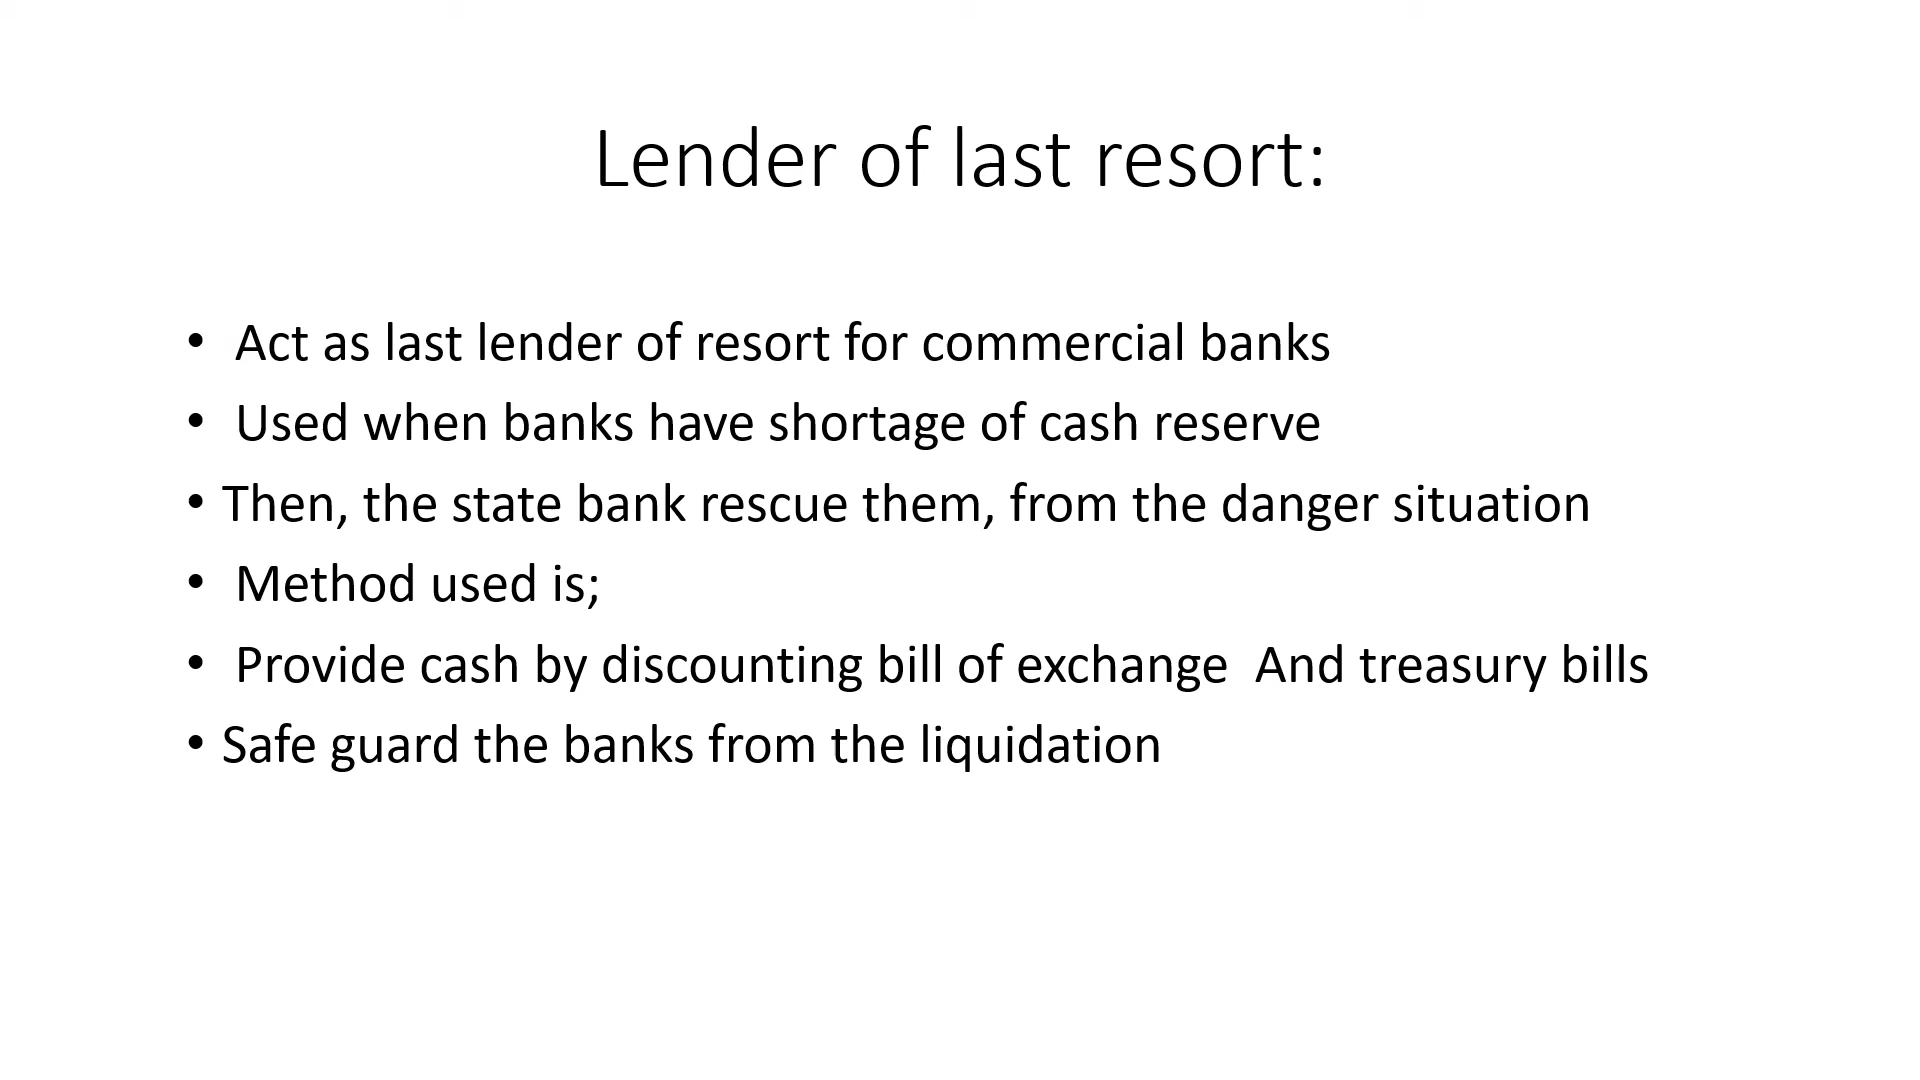 Lender of last resort:
• Act as last lender of resort for commercial banks
• Used when banks have shortage of cash reserve
• Then, the state bank rescue them, from the danger situation
• Method used is;
• Provide cash by discounting bill of exchange  And treasury bills
• Safe guard the banks from the liquidation